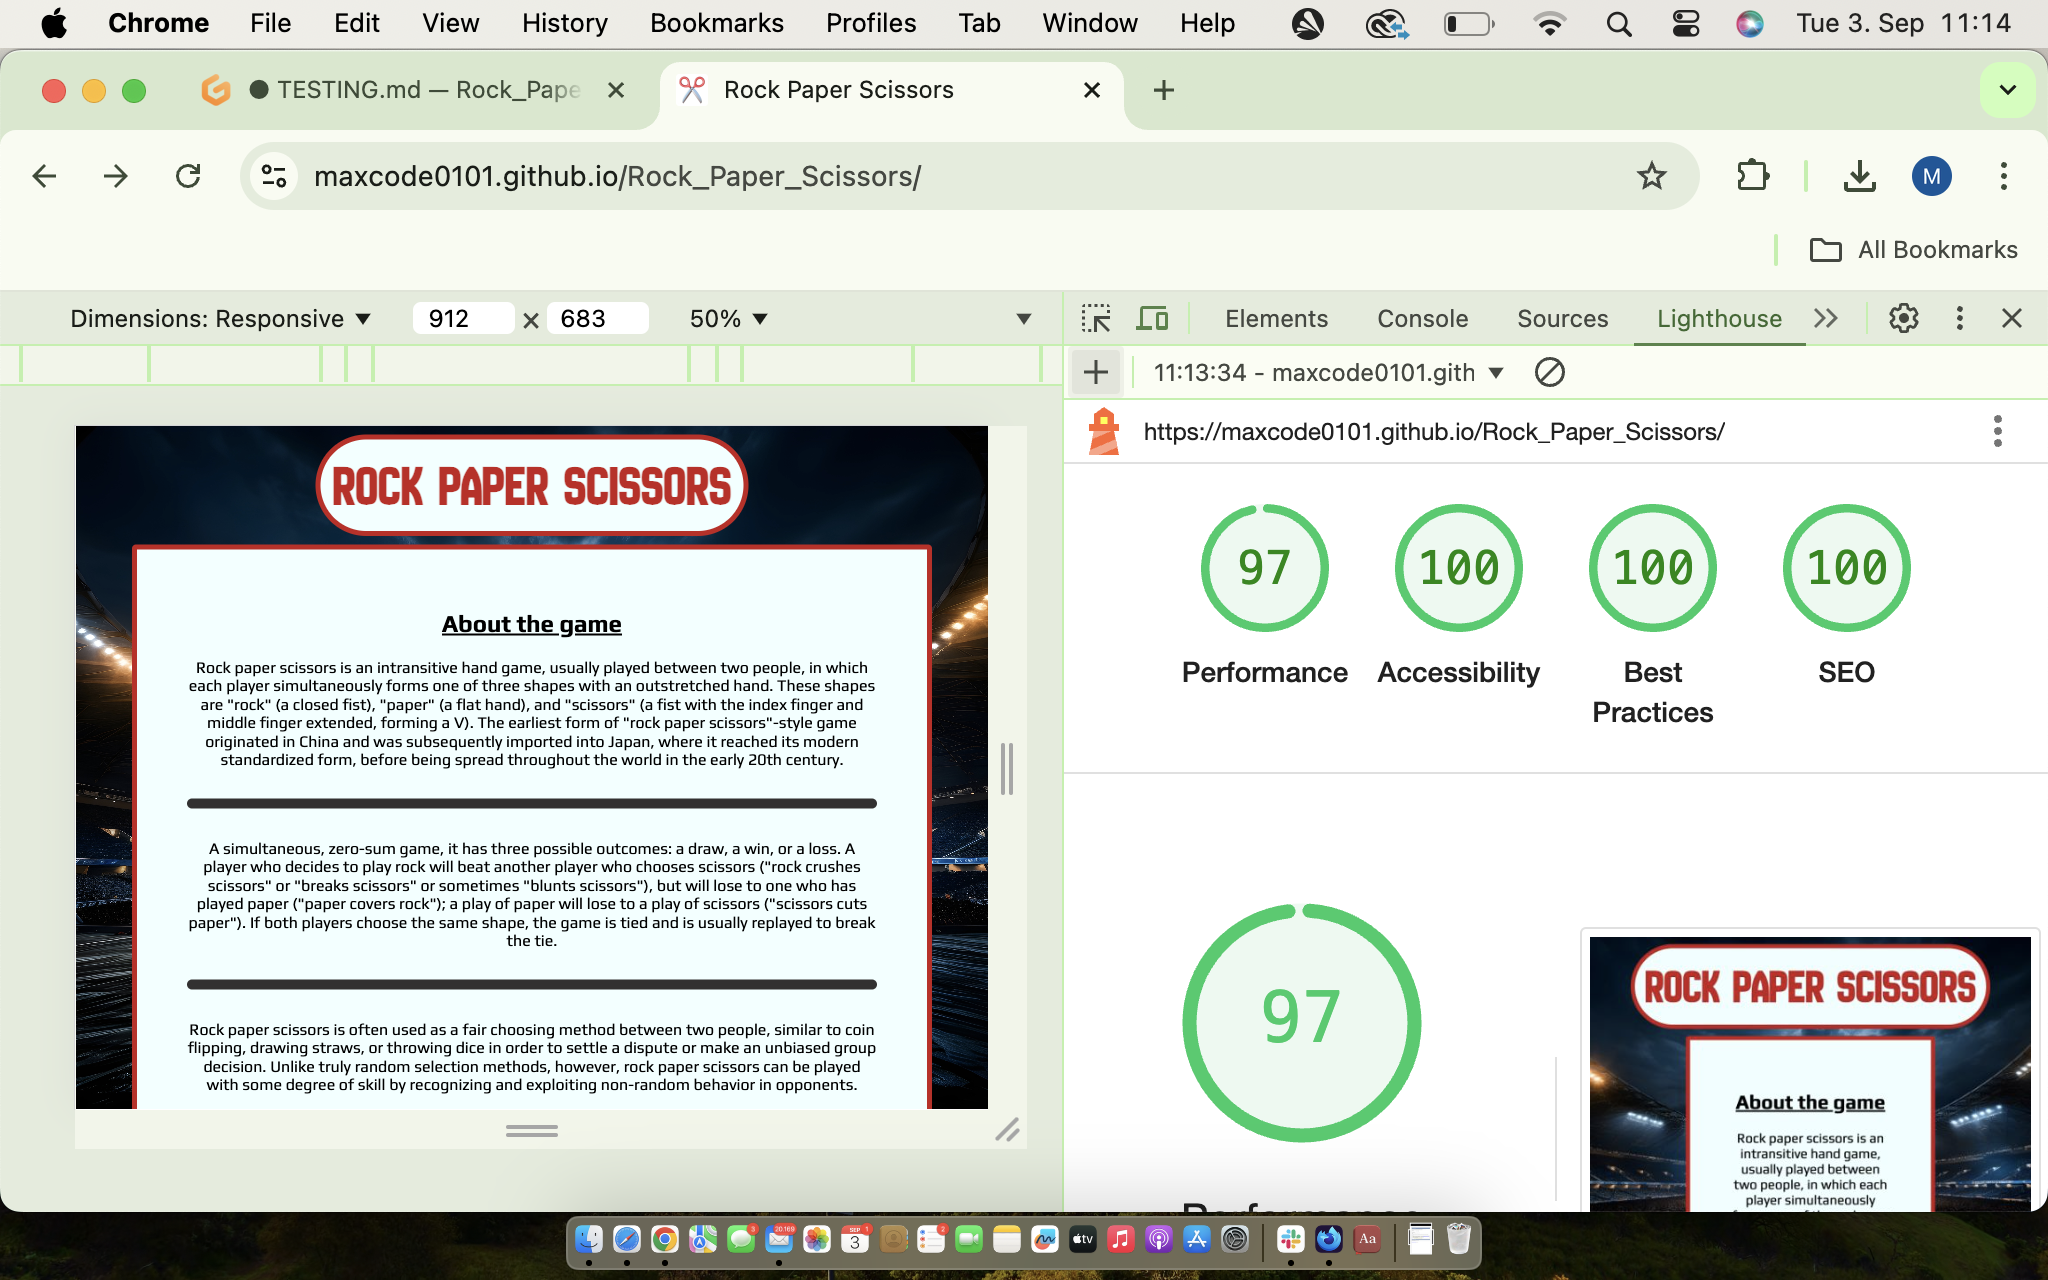 Chrome File Edit View History Bookmarks Profiles Tab Window Help Tue 3. Sep 11:14
TESTING.md — Rock_Pape
Rock Paper Scissors
maxcode0101.github.io/Rock_Paper_Scissors/
M
All Bookmarks
Dimensions: Responsive 912 × 683 50%
Elements Console Sources Lighthouse
11:13:34 - maxcode0101.gith
https://maxcode0101.github.io/Rock_Paper_Scissors/
ROCK PAPER SCISSORS
About the game
Rock paper scissors is an intransitive hand game, usually played between two people, in which
each player simultaneously forms one of three shapes with an outstretched hand. These shapes
are "rock" (a closed fist), "paper" (a flat hand), and "scissors" (a fist with the index finger and
middle finger extended, forming a V). The earliest form of "rock paper scissors"-style game
originated in China and was subsequently imported into Japan, where it reached its modern
standardized form, before being spread throughout the world in the early 20th century.
A simultaneous, zero-sum game, it has three possible outcomes: a draw, a win, or a loss. A
player who decides to play rock will beat another player who chooses scissors ("rock crushes
scissors" or "breaks scissors" or sometimes "blunts scissors"), but will lose to one who has
played paper ("paper covers rock"); a play of paper will lose to a play of scissors ("scissors cuts
paper"). If both players choose the same shape, the game is tied and is usually replayed to break
the tie.
Rock paper scissors is often used as a fair choosing method between two people, similar to coin
flipping, drawing straws, or throwing dice in order to settle a dispute or make an unbiased group
decision. Unlike truly random selection methods, however, rock paper scissors can be played
with some degree of skill by recognizing and exploiting non-random behavior in opponents.
97 100 100 100
Performance Accessibility Best
Practices
SEO
97
Performance
ROCK PAPER SCISSORS
About the game
Rock paper scissors is an
intransitive hand game,
usually played between
two people, in which each
player simultaneously
3
20.169
SEP
3
1
2
tv
Aa